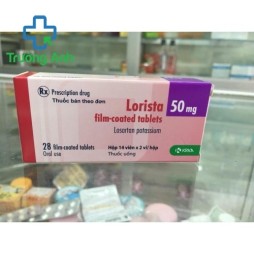 Trường Anh
Rx Prescription drug
Thuốc bán theo đơn
Lorista 50 mg
film-coated tablets
Losartan potassium
28 film-coated tablets
Oral use
Hộp 14 viên x 2 vỉ/hộp
Thuốc uống
KRKA